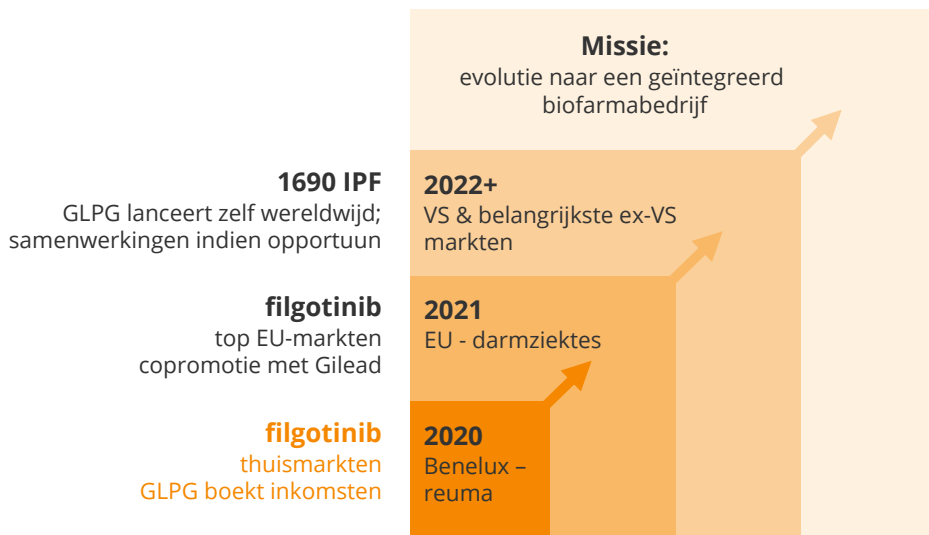 Missie:
evolutie naar een geïntegreerd
biofarmabedrijf
1690 IPF
GLPG lanceert zelf wereldwijd;
samenwerkingen indien opportuun
2022+
VS & belangrijkste ex-VS
markten
filgotinib
top EU-markten
copromotie met Gilead
2021
EU - darmziektes
filgotinib
thuismarkten
GLPG boekt inkomsten
2020
Benelux –
reuma